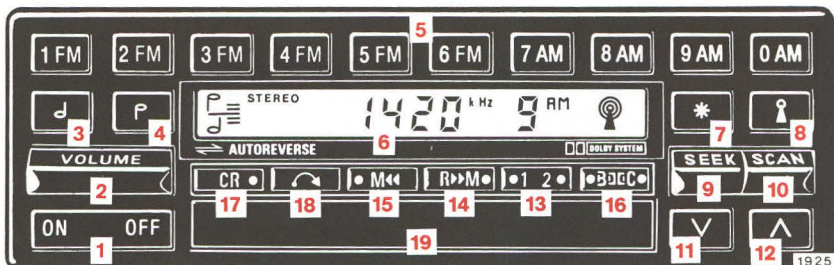 5
1 FM 2 FM 3 FM 4 FM 5 FM 6 FM 7 AM 8 AM 9 AM 0 AM
STEREO 1420 kHz 9 AM
3 4 6 7 8
AUTOREVERSE DOLBY SYSTEM
VOLUME SEEK SCAN
2 9 10
CR M R M 1 2 B C
17 18 15 14 13 16
ON OFF
1 19 11 12
1925